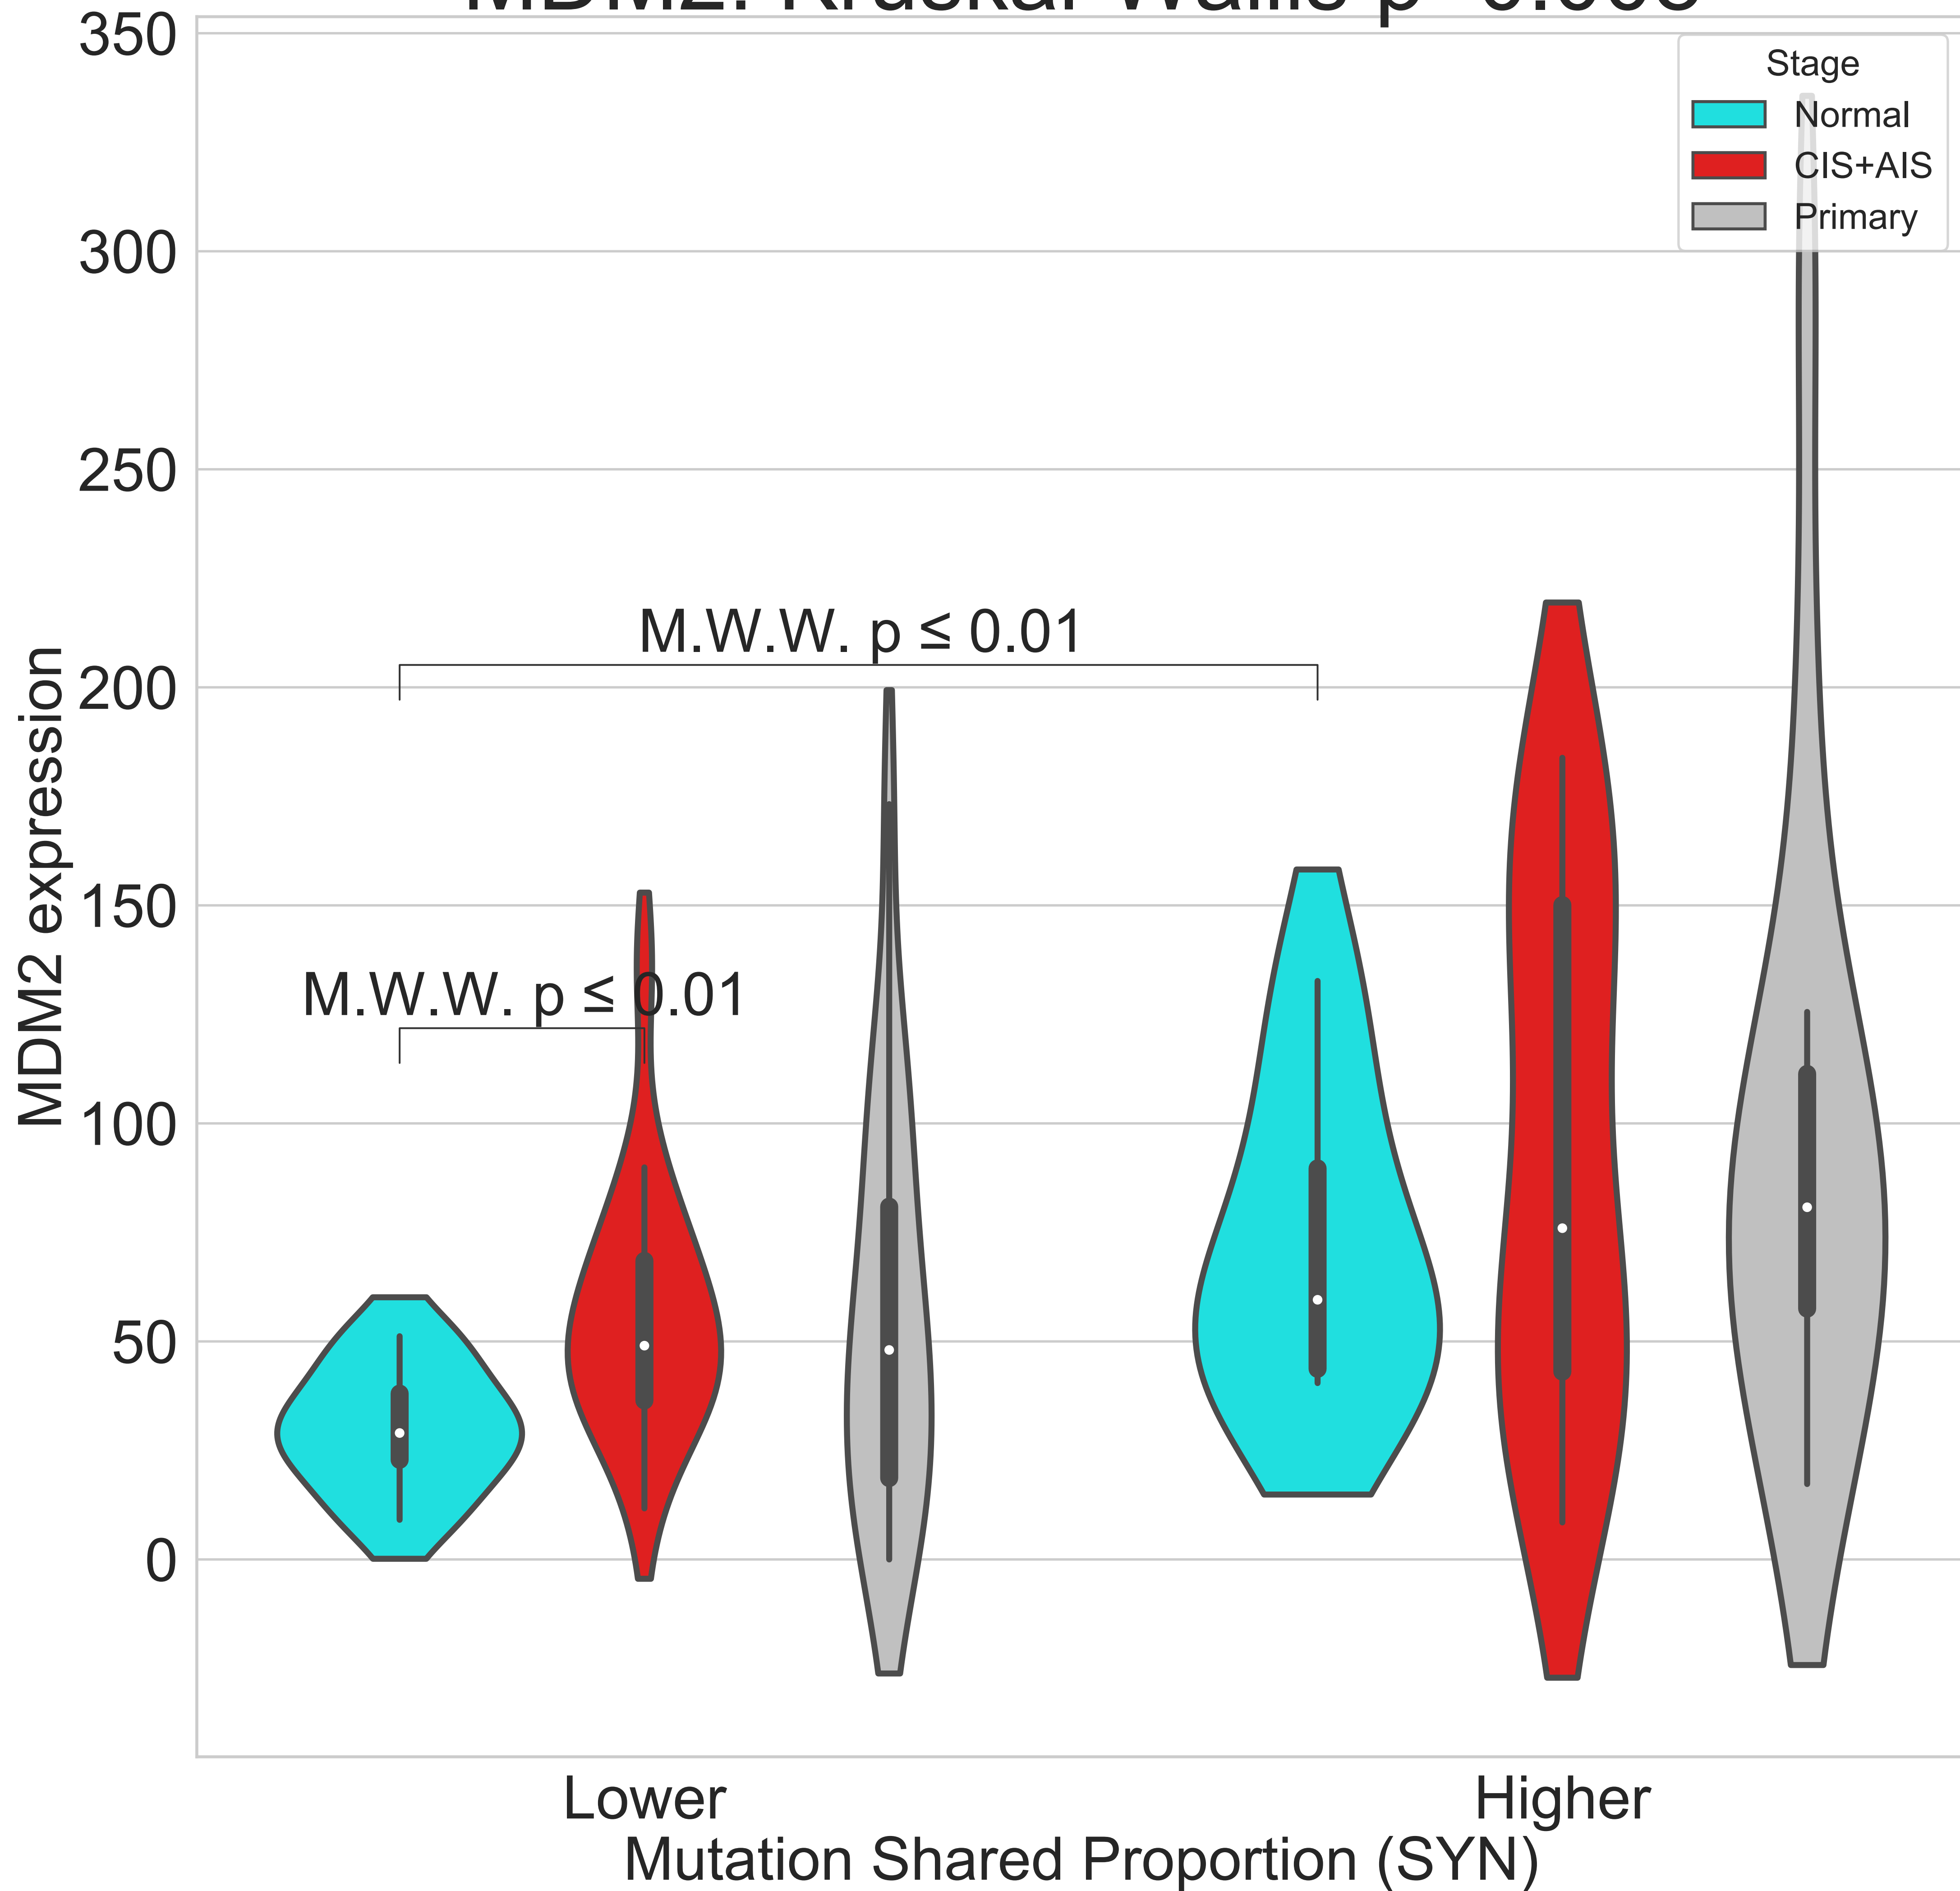 350
300
250
200
150
100
50
0
MDM2 expression
Stage
Normal
CIS+AIS
Primary
M.W.W. p ≤ 0.01
M.W.W. p ≤ 0.01
Lower
Higher
Mutation Shared Proportion (SYN)